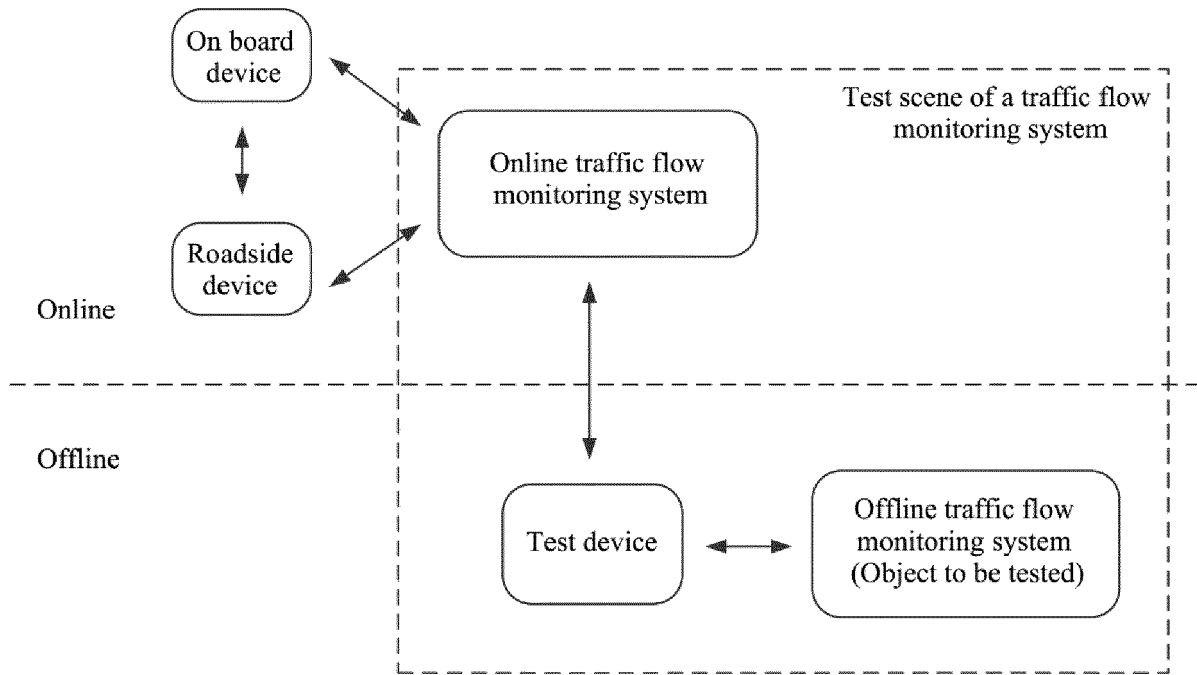 On board
device
Test scene of a traffic flow
monitoring system
Online traffic flow
monitoring system
Roadside
device
Online
Offline
Test device
Offline traffic flow
monitoring system
(Object to be tested)